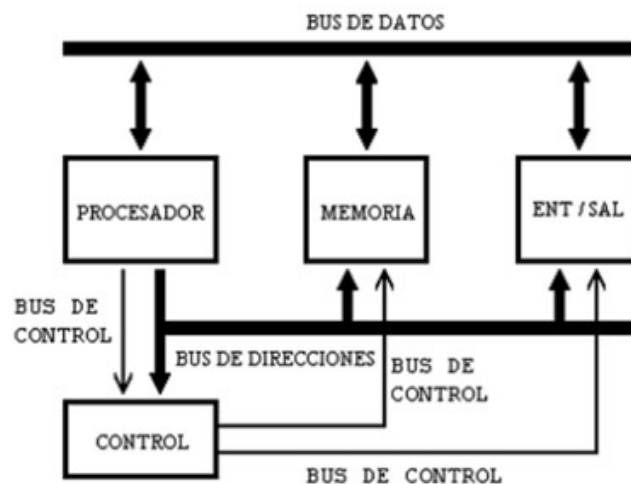 BUS DE DATOS
PROCESADOR
MEMORIA
ENT / SAL
BUS DE
CONTROL
BUS DE DIRECCIONES
BUS DE
CONTROL
CONTROL
BUS DE CONTROL